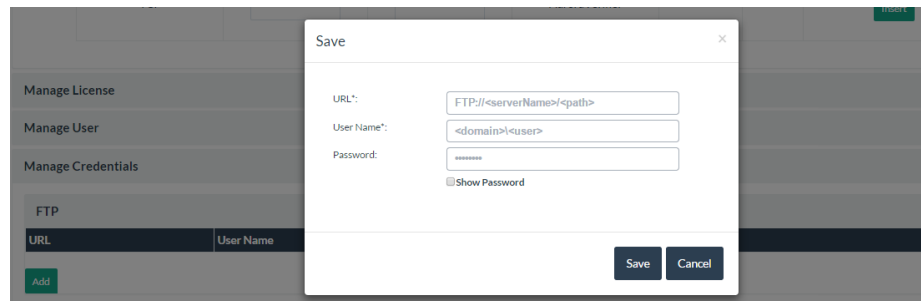 Insert
Save ×
Manage License
URL*: FTP://<serverName>/<path>
Manage User
User Name*: <domain>\<user>
Password: ********
Manage Credentials
Show Password
FTP
URL User Name
Save Cancel
Add